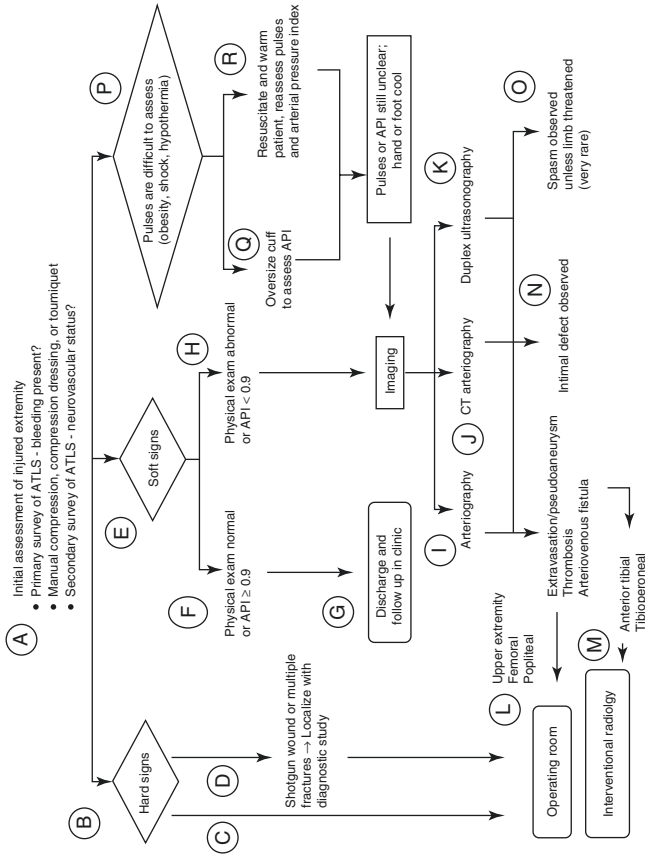 A
Initial assessment of injured extremity
• Primary survey of ATLS - bleeding present?
• Manual compression, compression dressing, or toumiquet
• Secondary survey of ATLS - neurovascular status?
B
Hard signs
C
D
Shotgun wound or multiple
fractures → Localize with
diagnostic study
E
Soft signs
F
Physical exam normal
or API ≥ 0.9
G
Discharge and
follow up in clinic
H
Physical exam abnormal
or API < 0.9
P
Pulses are difficult to assess
(obesity, shock, hypothermia)
Q
Oversize cuff
to assess API
R
Resuscitate and warm
patient, reassess pulses
and arterial pressure index
Pulses or API still unclear;
hand or foot cool
Imaging
I
Arteriography
J
CT arteriography
K
Duplex ultrasonography
L
Upper extremity
Femoral
Popliteal
Operating room
Extravasation/pseudoaneurysm
Thrombosis
Arteriovenous fistula
N
Intimal defect observed
O
Spasm observed
unless limb threatened
(very rare)
M
Anterior tibial
Tibioperoneal
Interventional radiolgy